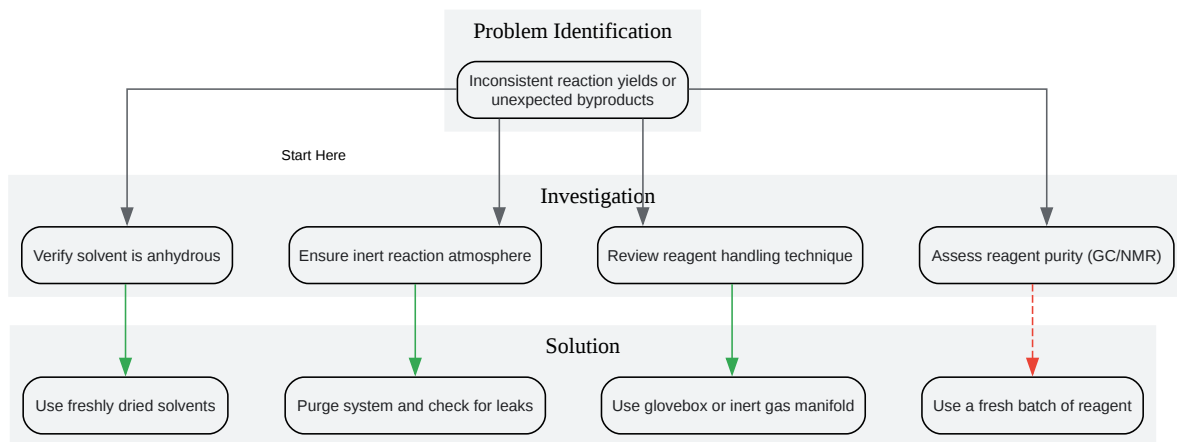 Problem Identification
Inconsistent reaction yields or
unexpected byproducts
Start Here
Investigation
Verify solvent is anhydrous
Ensure inert reaction atmosphere
Review reagent handling technique
Assess reagent purity (GC/NMR)
Solution
Use freshly dried solvents
Purge system and check for leaks
Use glovebox or inert gas manifold
Use a fresh batch of reagent